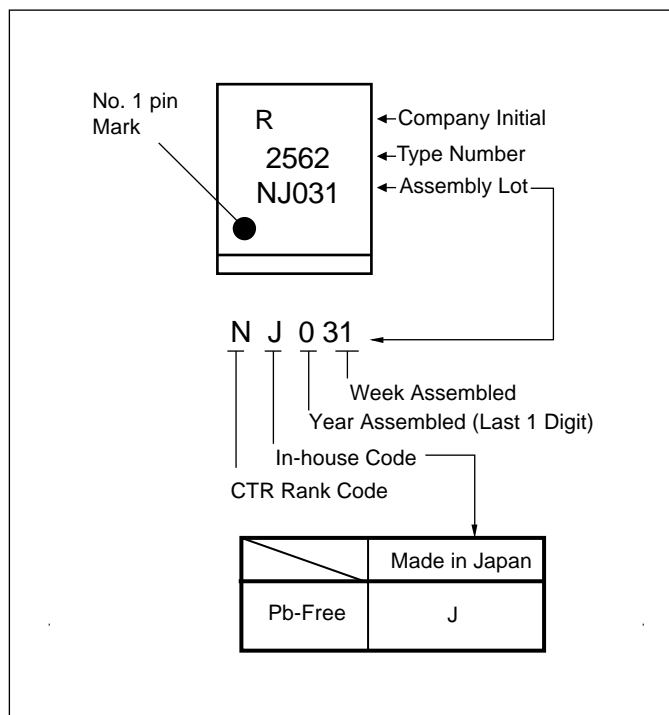 No. 1 pin
Mark
R
2562
NJ031
Company Initial
Type Number
Assembly Lot
N J 0 31
Week Assembled
Year Assembled (Last 1 Digit)
In-house Code
CTR Rank Code
Made in Japan
Pb-Free J